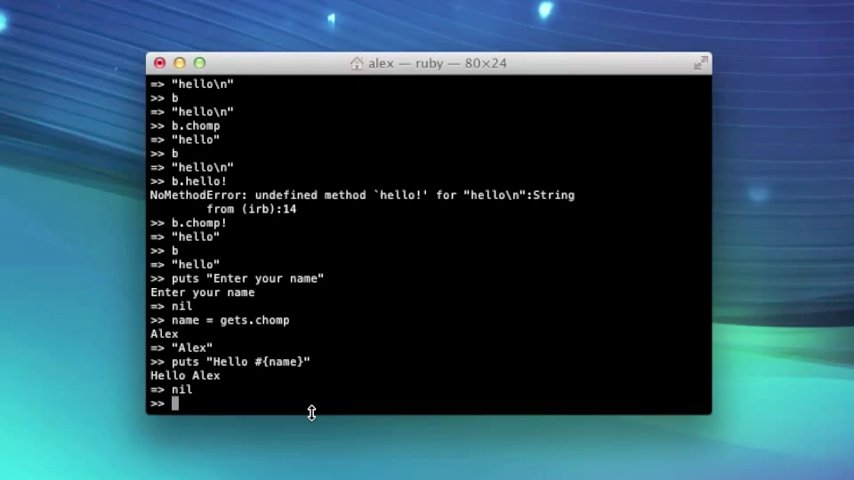 alex — ruby — 80×24
=> "hello\n"
>> b
=> "hello\n"
>> b.chomp
=> "hello"
>> b
=> "hello\n"
>> b.hello!
NoMethodError: undefined method `hello!' for "hello\n":String
        from (irb):14
>> b.chomp!
=> "hello"
>> b
=> "hello"
>> puts "Enter your name"
Enter your name
=> nil
>> name = gets.chomp
Alex
=> "Alex"
>> puts "Hello #{name}"
Hello Alex
=> nil
>>